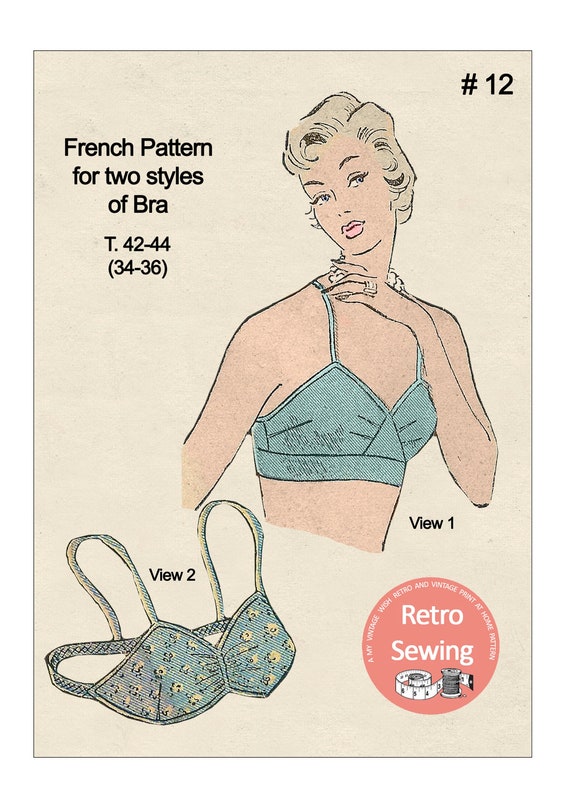 # 12
French Pattern
for two styles
of Bra
T. 42-44
(34-36)
View 1
View 2
A MY VINTAGE WISH RETRO AND VINTAGE PRINT AT HOME PATTERN
Retro
Sewing